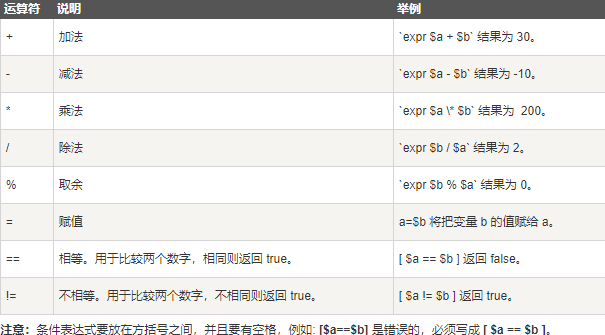 运算符 说明 举例
+ 加法 `expr $a + $b` 结果为 30。
- 减法 `expr $a - $b` 结果为 -10。
* 乘法 `expr $a \* $b` 结果为  200。
/ 除法 `expr $b / $a` 结果为 2。
% 取余 `expr $b % $a` 结果为 0。
= 赋值 a=$b 将把变量 b 的值赋给 a。
== 相等。用于比较两个数字，相同则返回 true。 [ $a == $b ] 返回 false。
!= 不相等。用于比较两个数字，不相同则返回 true。 [ $a != $b ] 返回 true。
注意：条件表达式要放在方括号之间，并且要有空格，例如: [$a==$b] 是错误的，必须写成 [ $a == $b ]。